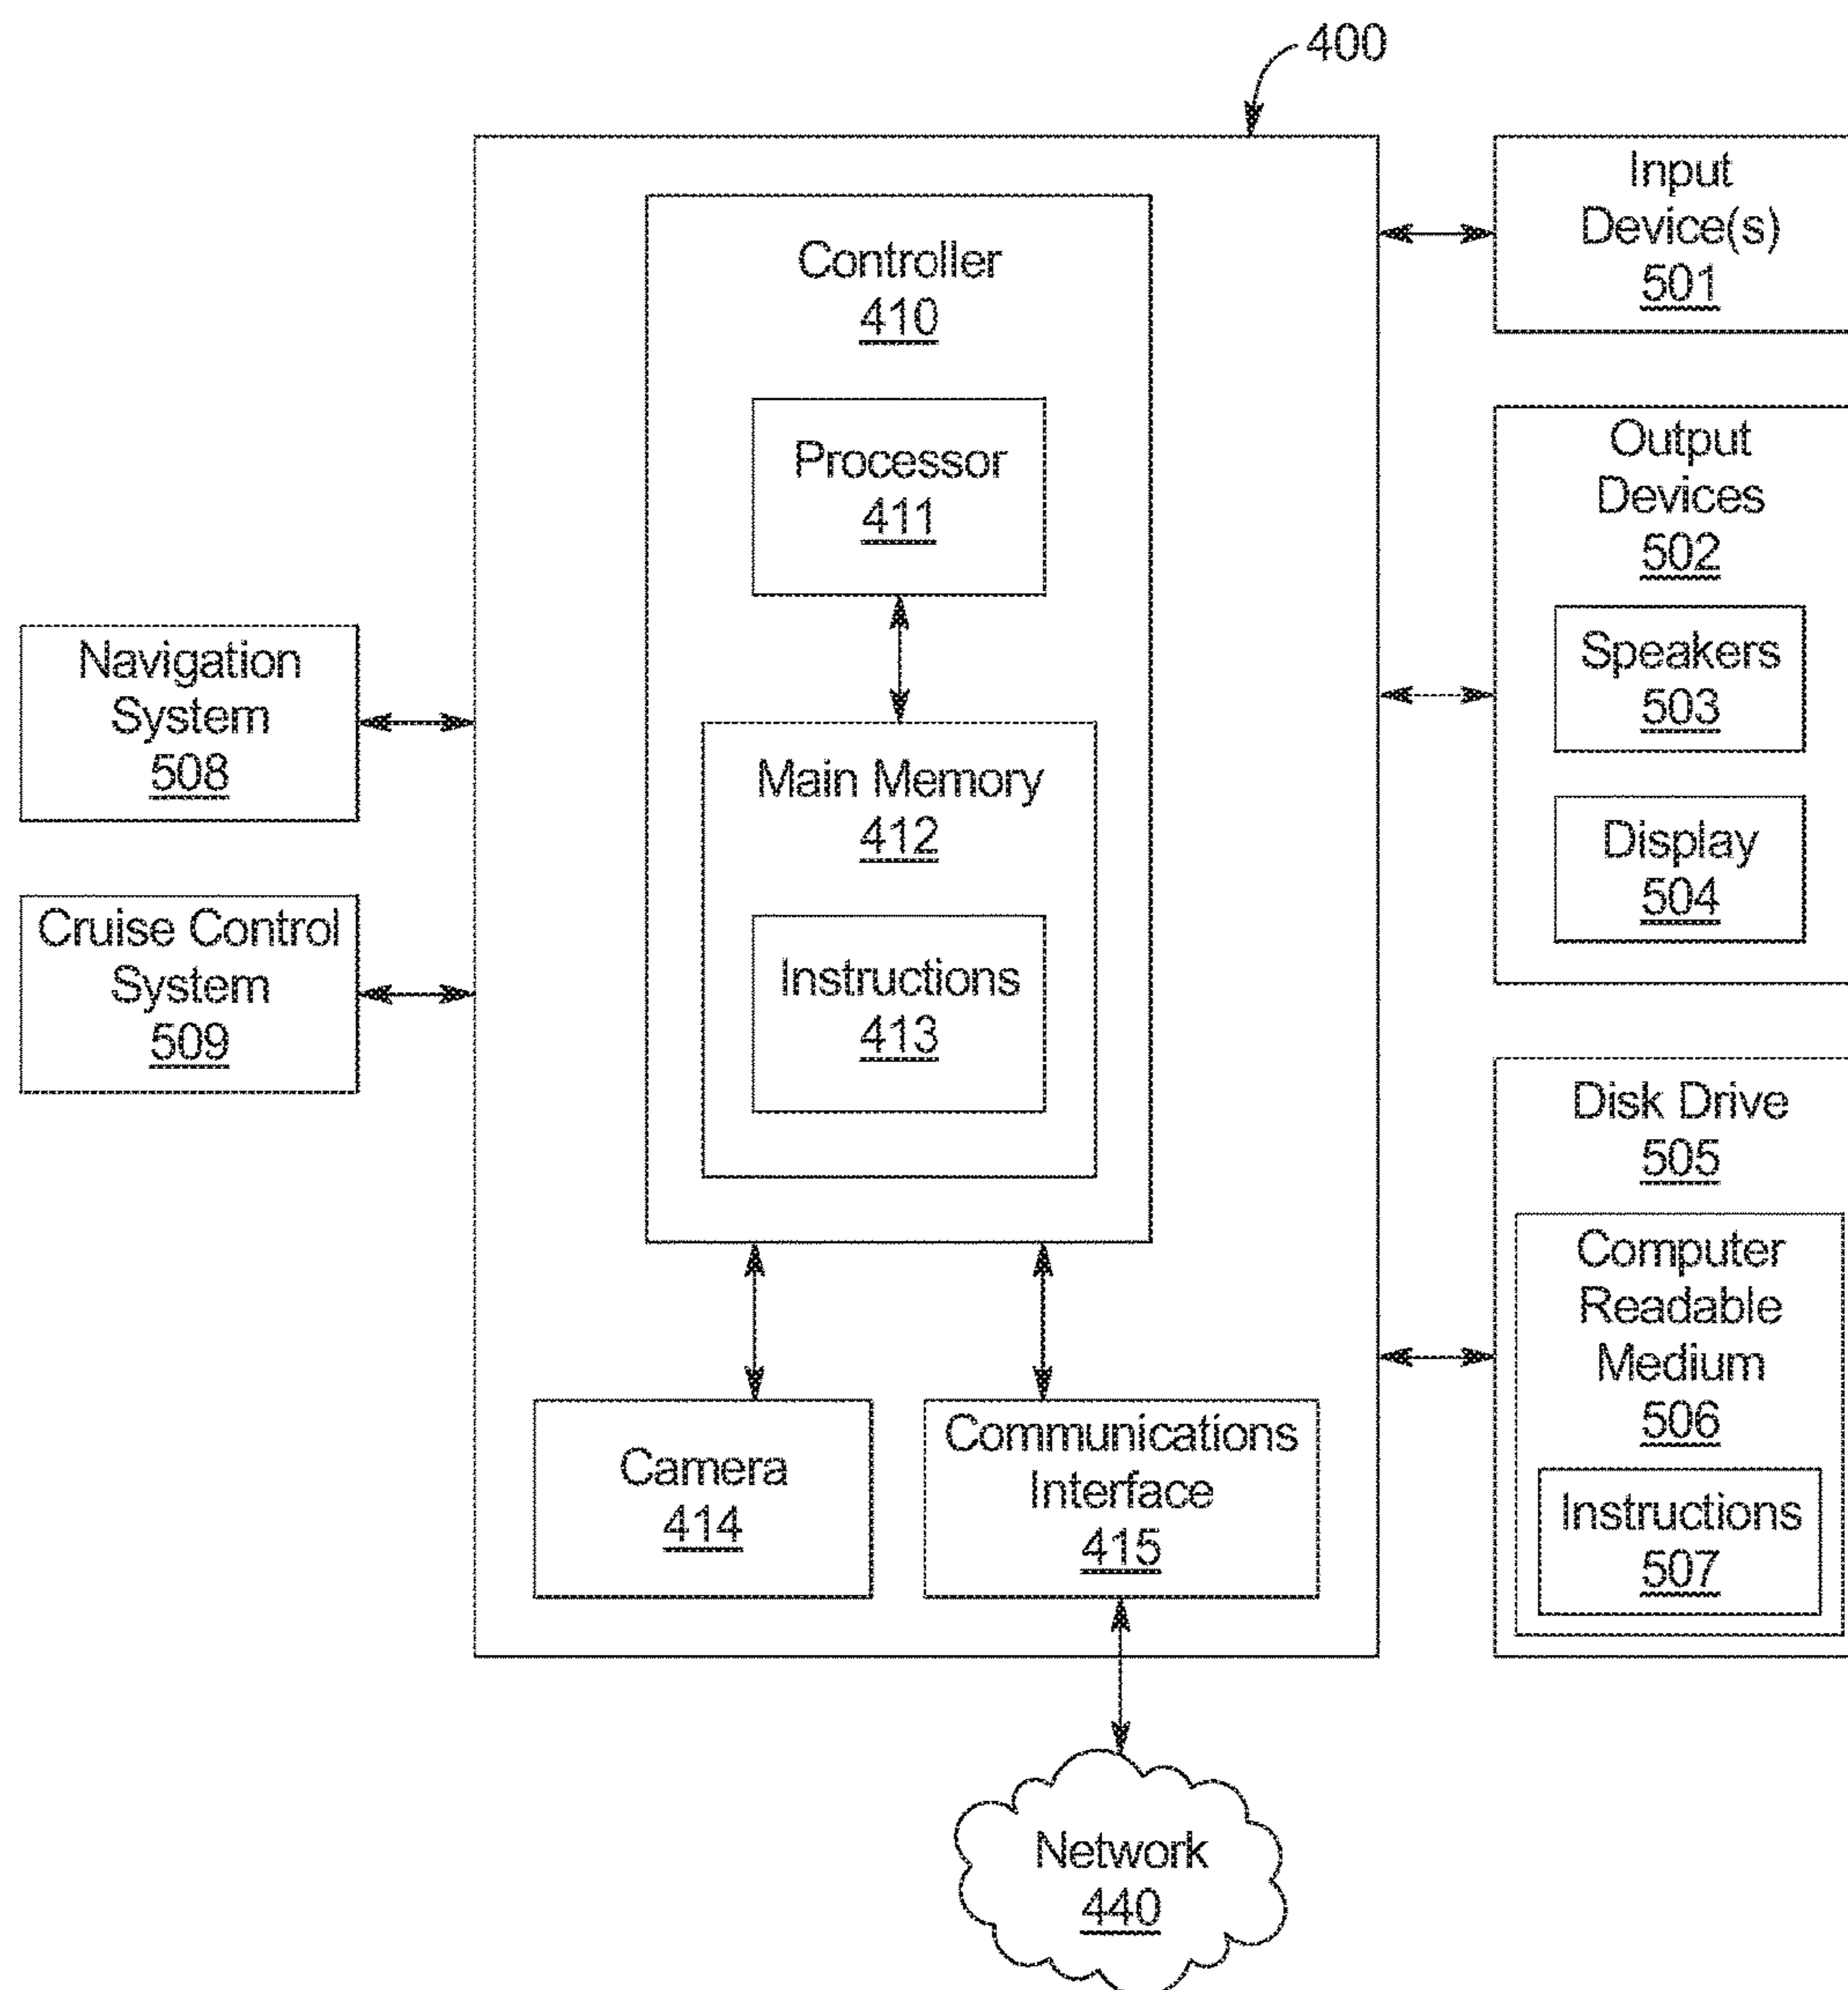 400
Controller
410
Processor
411
Main Memory
412
Instructions
413
Camera
414
Communications
Interface
415
Network
440
Navigation
System
508
Cruise Control
System
509
Input
Device(s)
501
Output
Devices
502
Speakers
503
Display
504
Disk Drive
505
Computer
Readable
Medium
506
Instructions
507